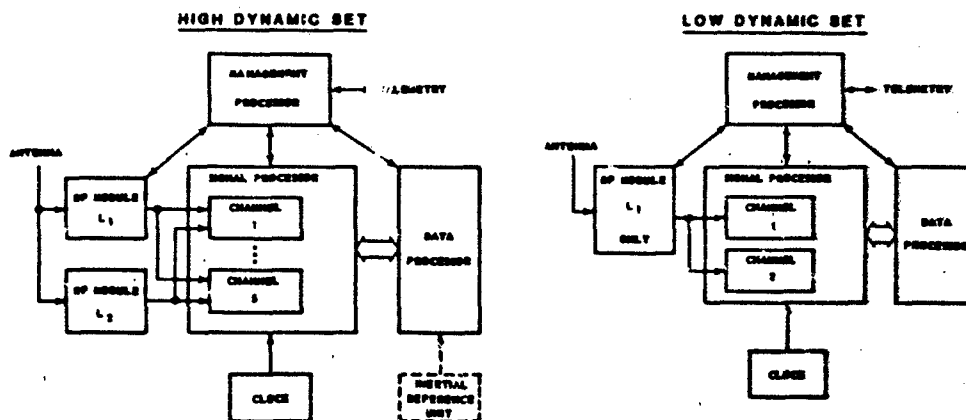 HIGH DYNAMIC SET
MANAGEMENT
PROCESSOR
TELEMETRY
ANTENNA
RF MODULE
L1
RF MODULE
L2
SIGNAL PROCESSOR
CHANNEL
1
CHANNEL
5
DATA
PROCESSOR
CLOCK
INERTIAL
REFERENCE
UNIT
LOW DYNAMIC SET
MANAGEMENT
PROCESSOR
TELEMETRY
ANTENNA
RF MODULE
L1
ONLY
SIGNAL PROCESSOR
CHANNEL
1
CHANNEL
2
DATA
PROCESSOR
CLOCK